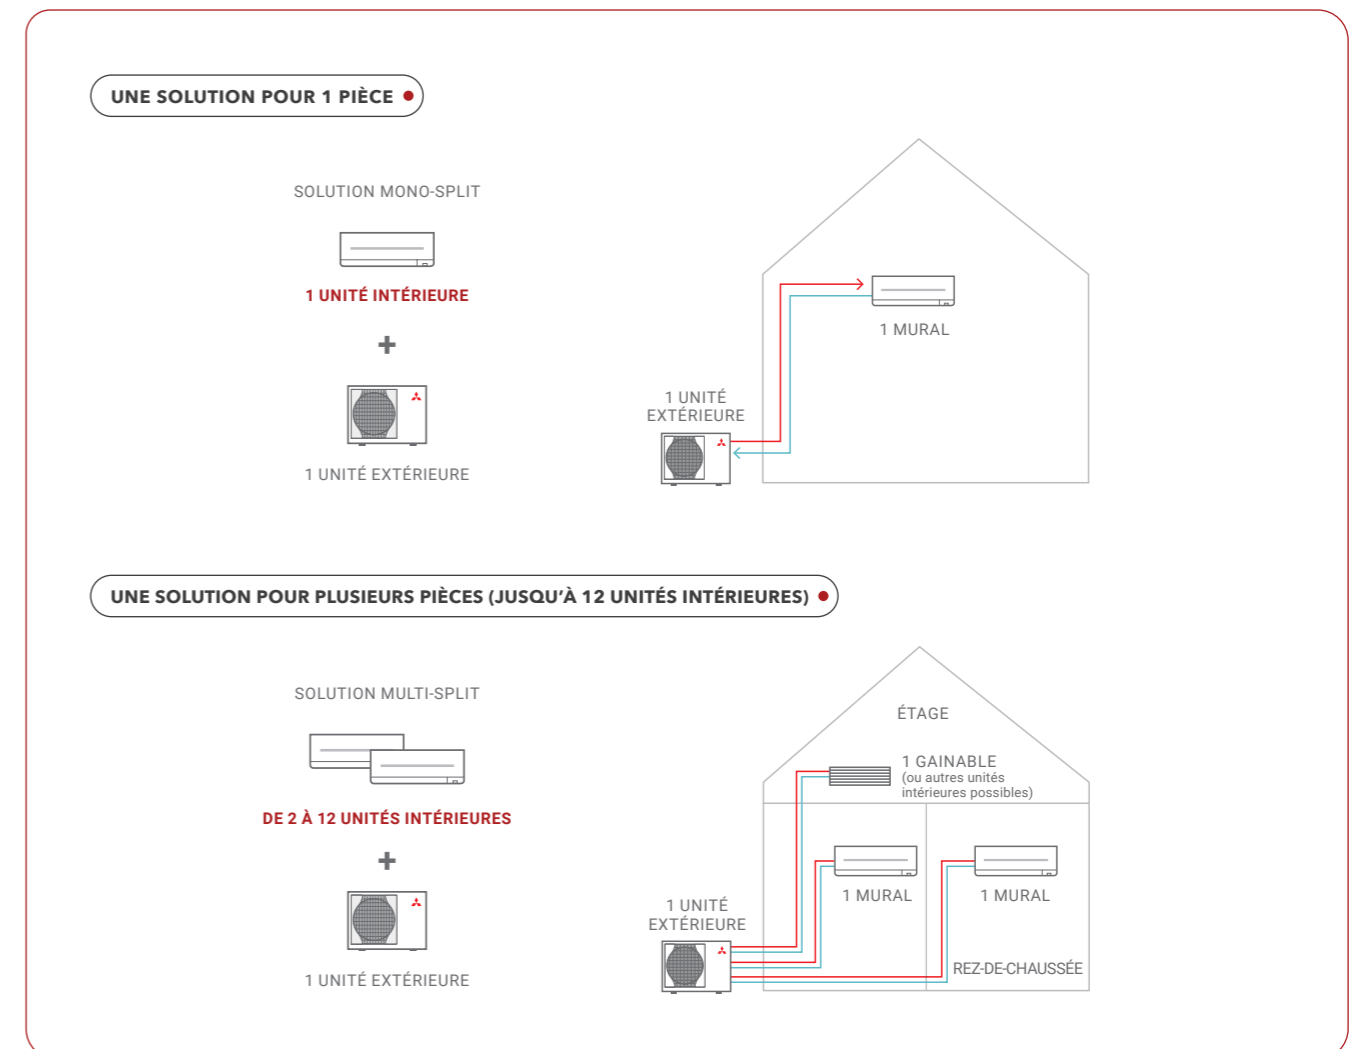 UNE SOLUTION POUR 1 PIÈCE
SOLUTION MONO-SPLIT
1 UNITÉ INTÉRIEURE
+
1 UNITÉ EXTÉRIEURE
1 MURAL
1 UNITÉ
EXTÉRIEURE
UNE SOLUTION POUR PLUSIEURS PIÈCES (JUSQU'À 12 UNITÉS INTÉRIEURES)
SOLUTION MULTI-SPLIT
DE 2 À 12 UNITÉS INTÉRIEURES
+
1 UNITÉ EXTÉRIEURE
ÉTAGE
1 GAINABLE
(ou autres unités
intérieures possibles)
1 MURAL
1 MURAL
1 UNITÉ
EXTÉRIEURE
REZ-DE-CHAUSSÉE